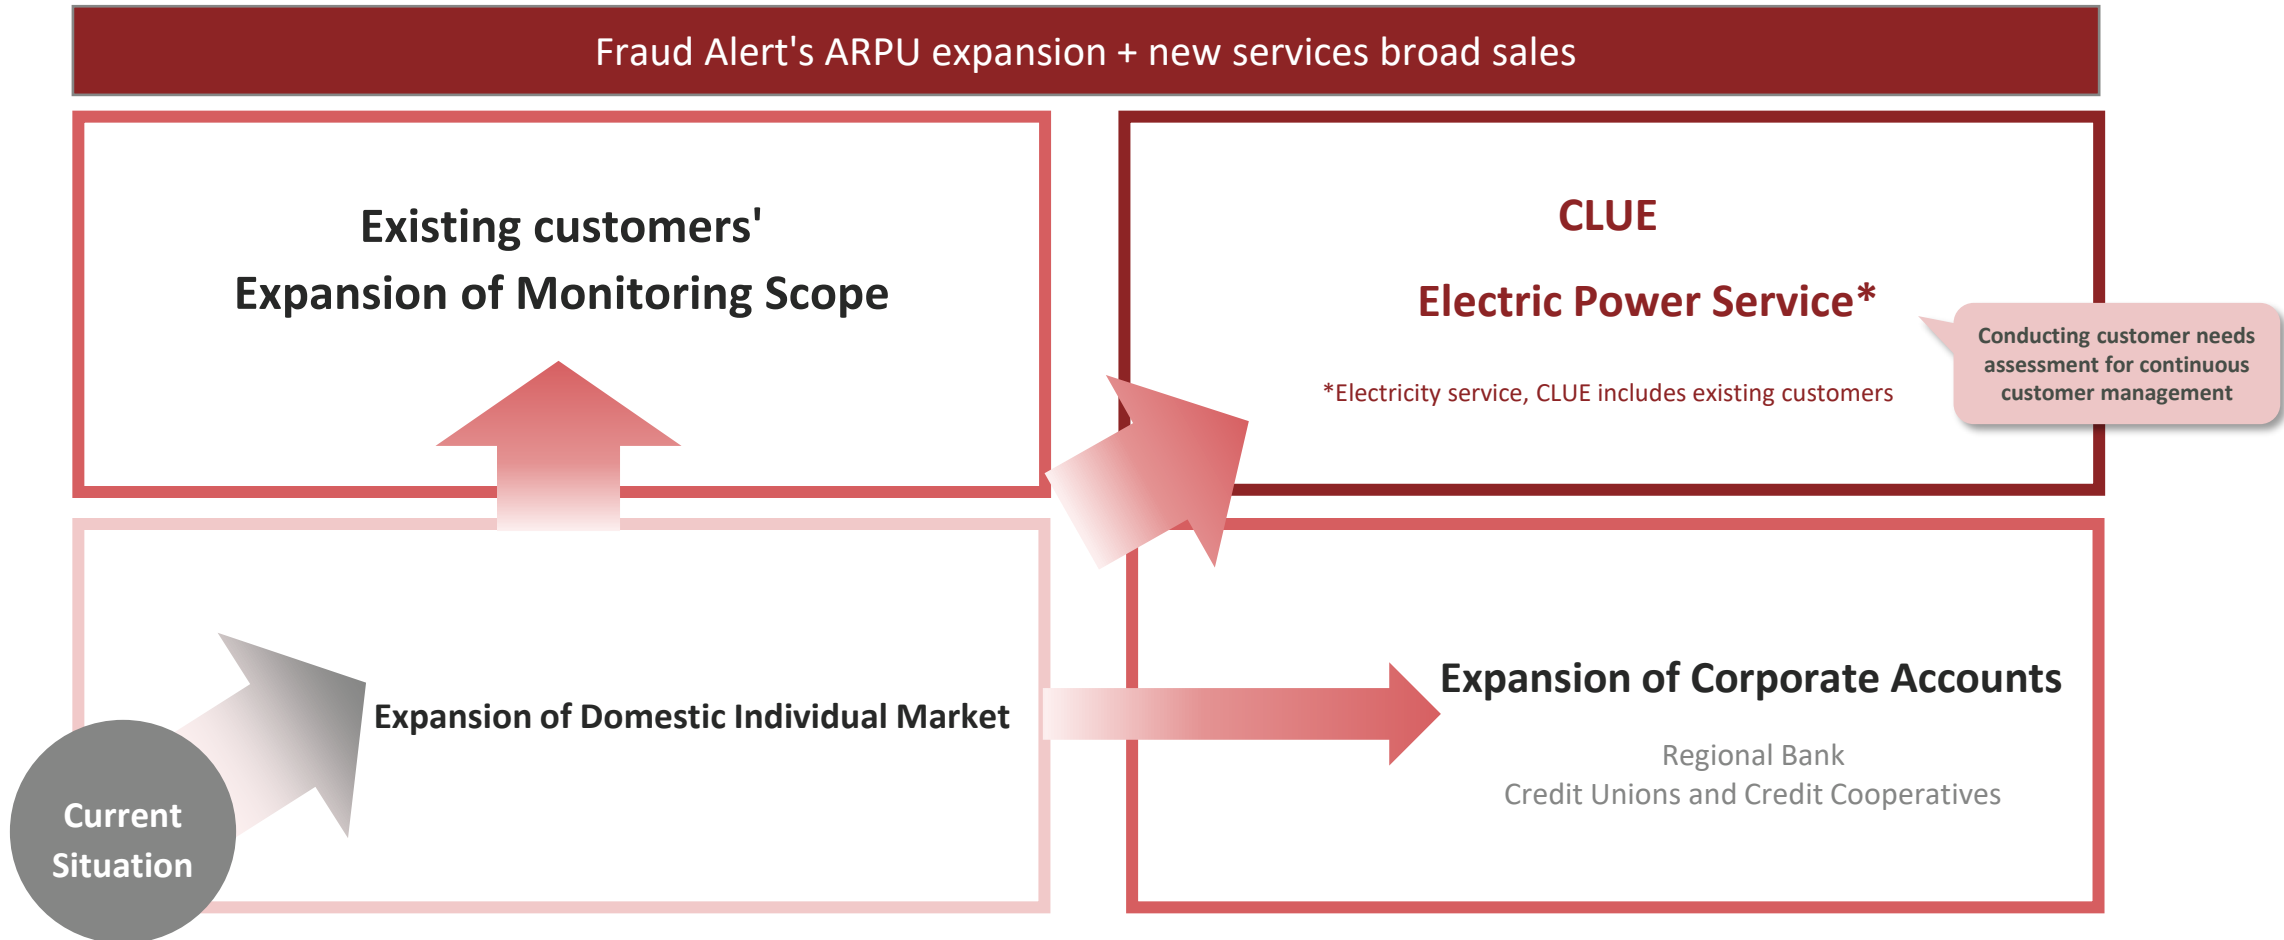 Fraud Alert's ARPU expansion + new services broad sales
Existing customers'
Expansion of Monitoring Scope
CLUE
Electric Power Service*
*Electricity service, CLUE includes existing customers
Conducting customer needs
assessment for continuous
customer management
Current
Situation
Expansion of Domestic Individual Market
Expansion of Corporate Accounts
Regional Bank
Credit Unions and Credit Cooperatives